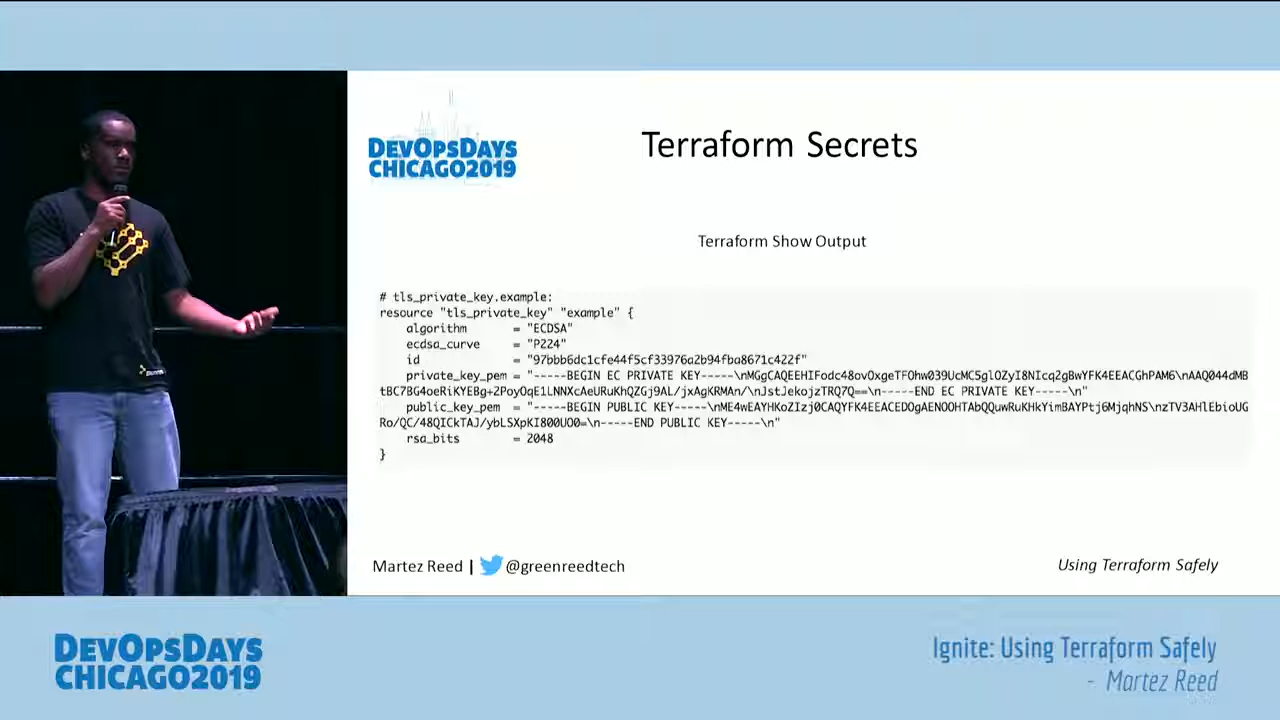 DEVOPSDAYS
CHICAGO2019
Terraform Secrets
Terraform Show Output
# tls_private_key.example:
resource "tls_private_key" "example" {
algorithm = "ECDSA"
ecdsa_curve = "P224"
id = "97bbb6dc1cfe44f5cf33976a2b94fba8671c422f"
private_key_pem = "-----BEGIN EC PRIVATE KEY-----
-----END EC PRIVATE KEY-----\n"
public_key_pem = "-----BEGIN PUBLIC KEY-----
-----END PUBLIC KEY-----\n"
rsa_bits = 2048
}
Martez Reed | @greenreedtech
Using Terraform Safely
DEVOPSDAYS
CHICAGO2019
Ignite: Using Terraform Safely
- Martez Reed